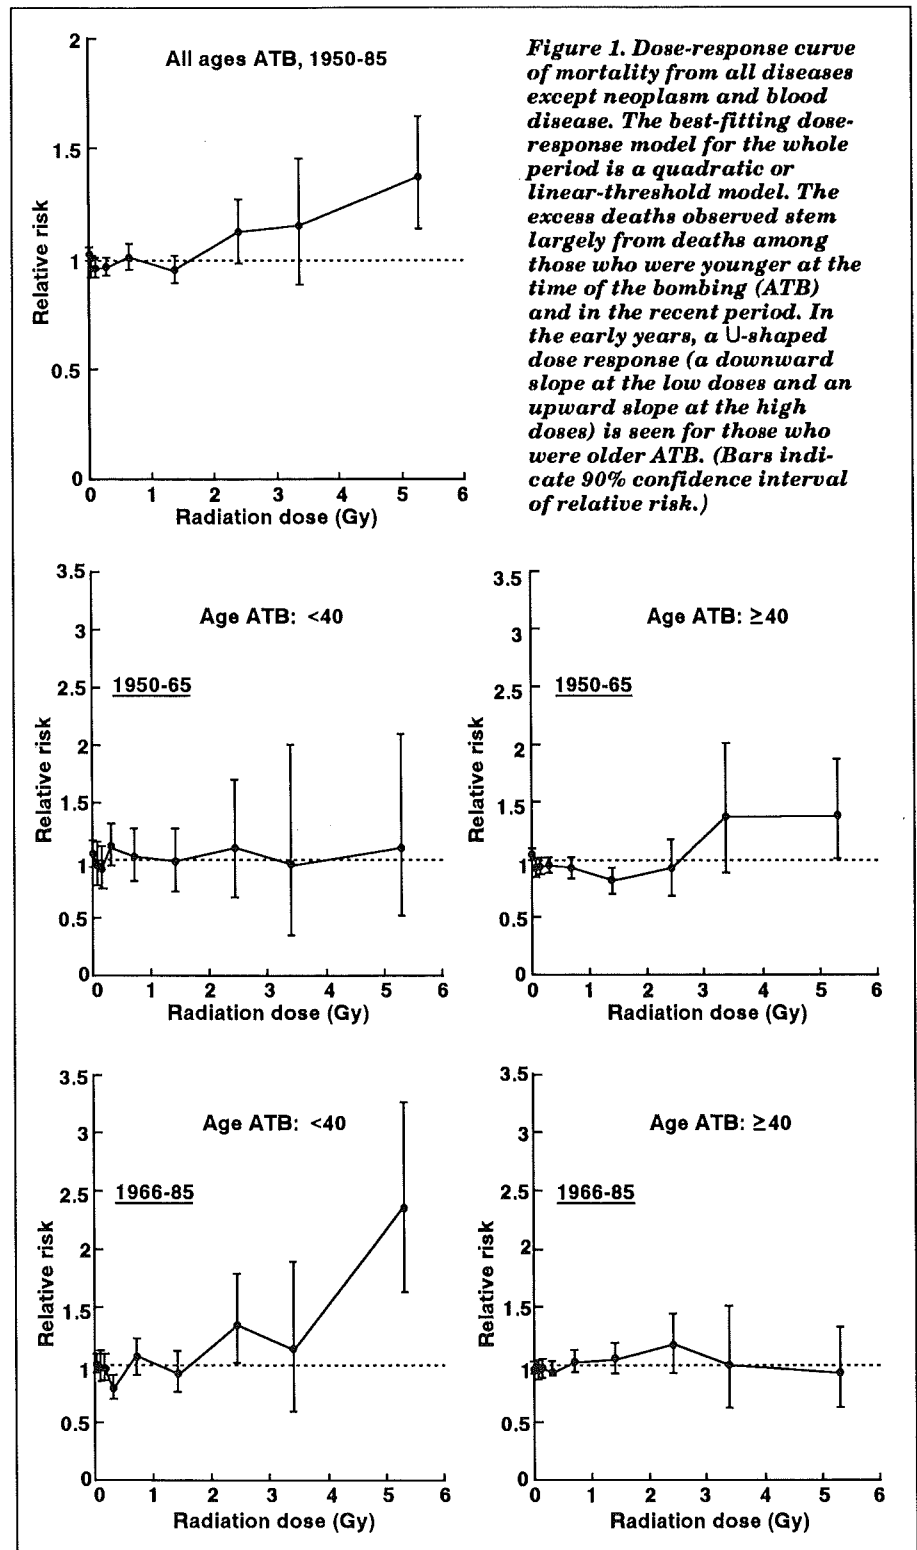 2
All ages ATB, 1950-85
1.5
1
0.5
0
Relative risk
0 1 2 3 4 5 6
Radiation dose (Gy)
Figure 1. Dose-response curve
of mortality from all diseases
except neoplasm and blood
disease. The best-fitting dose-
response model for the whole
period is a quadratic or
linear-threshold model. The
excess deaths observed stem
largely from deaths among
those who were younger at the
time of the bombing (ATB)
and in the recent period. In
the early years, a U-shaped
dose response (a downward
slope at the low doses and an
upward slope at the high
doses) is seen for those who
were older ATB. (Bars indi-
cate 90% confidence interval
of relative risk.)
3.5
Age ATB: <40
3
2.5
1950-65
2
1.5
1
0.5
0
Relative risk
0 1 2 3 4 5 6
Radiation dose (Gy)
3.5
Age ATB: ≥40
3
2.5
1950-65
2
1.5
1
0.5
0
Relative risk
0 1 2 3 4 5 6
Radiation dose (Gy)
3.5
Age ATB: <40
3
2.5
1966-85
2
1.5
1
0.5
0
Relative risk
0 1 2 3 4 5 6
Radiation dose (Gy)
3.5
Age ATB: ≥40
3
2.5
1966-85
2
1.5
1
0.5
0
Relative risk
0 1 2 3 4 5 6
Radiation dose (Gy)